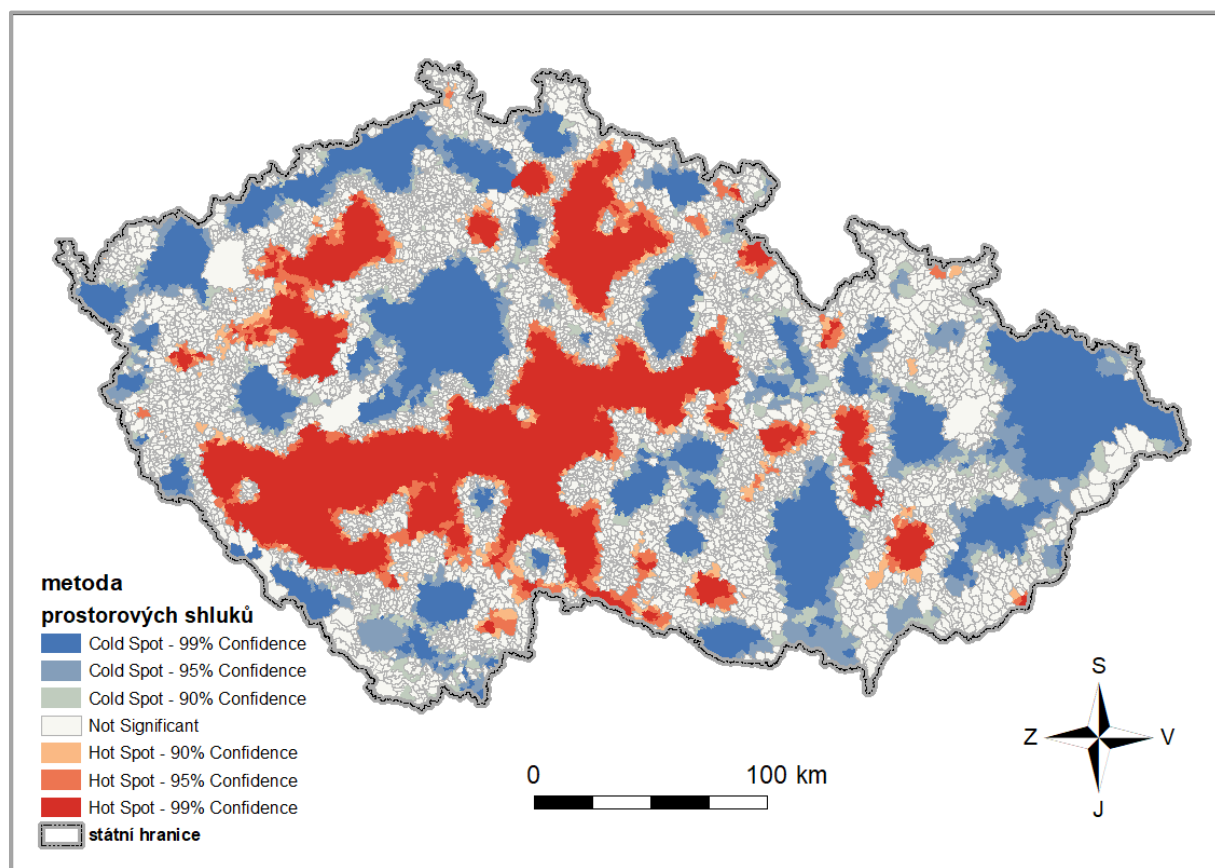 metoda
prostorových shluků
Cold Spot - 99% Confidence
Cold Spot - 95% Confidence
Cold Spot - 90% Confidence
Not Significant
Hot Spot - 90% Confidence
Hot Spot - 95% Confidence
Hot Spot - 99% Confidence
státní hranice
0 100 km
S
Z V
J